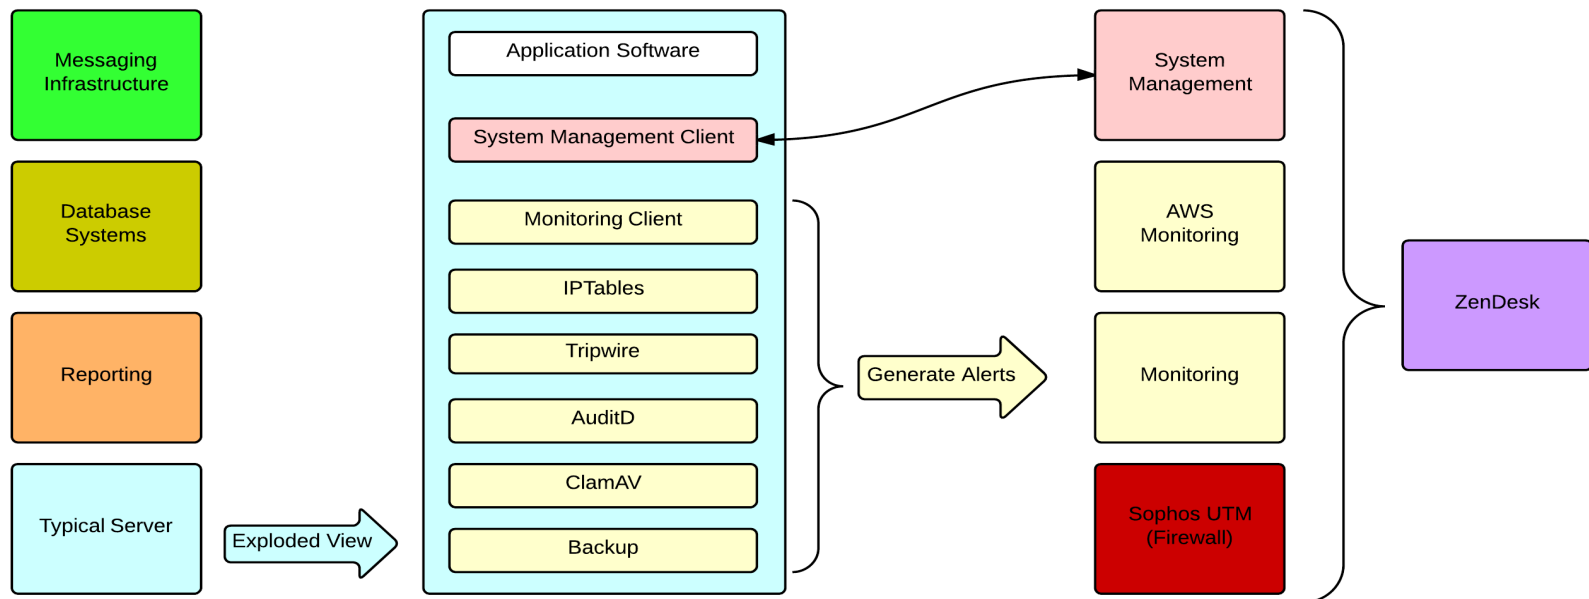 Messaging
Infrastructure
Database
Systems
Reporting
Typical Server
Exploded View
Application Software
System Management Client
Monitoring Client
IPTables
Tripwire
AuditD
ClamAV
Backup
Generate Alerts
System
Management
AWS
Monitoring
Monitoring
Sophos UTM
(Firewall)
ZenDesk